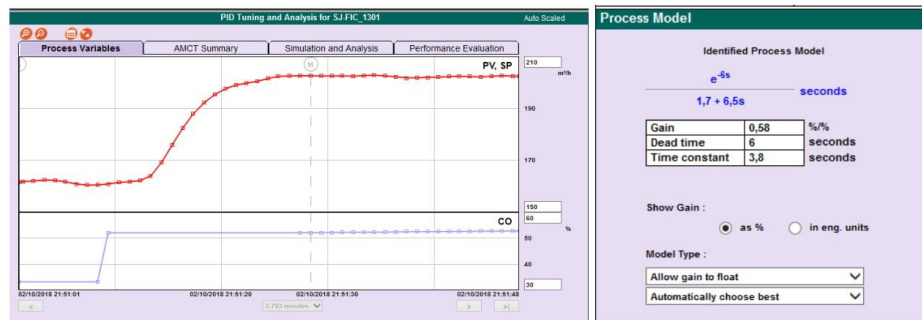 PID Tuning and Analysis for SJ-FIC_1301
Auto Scaled
Process Variables
AMCT Summary
Simulation and Analysis
Performance Evaluation
M
PV, SP
210
m³/h
190
170
150
CO
60
%
50
40
30
02/10/2018 21:51:01
02/10/2018 21:51:20
02/10/2018 21:51:30
02/10/2018 21:51:48
<
0.783 minutes
>
>|
Process Model
Identified Process Model
e-6s
1,7 + 6,5s
seconds
Gain 0,58 %/%
Dead time 6 seconds
Time constant 3,8 seconds
Show Gain :
as %
in eng. units
Model Type :
Allow gain to float
Automatically choose best